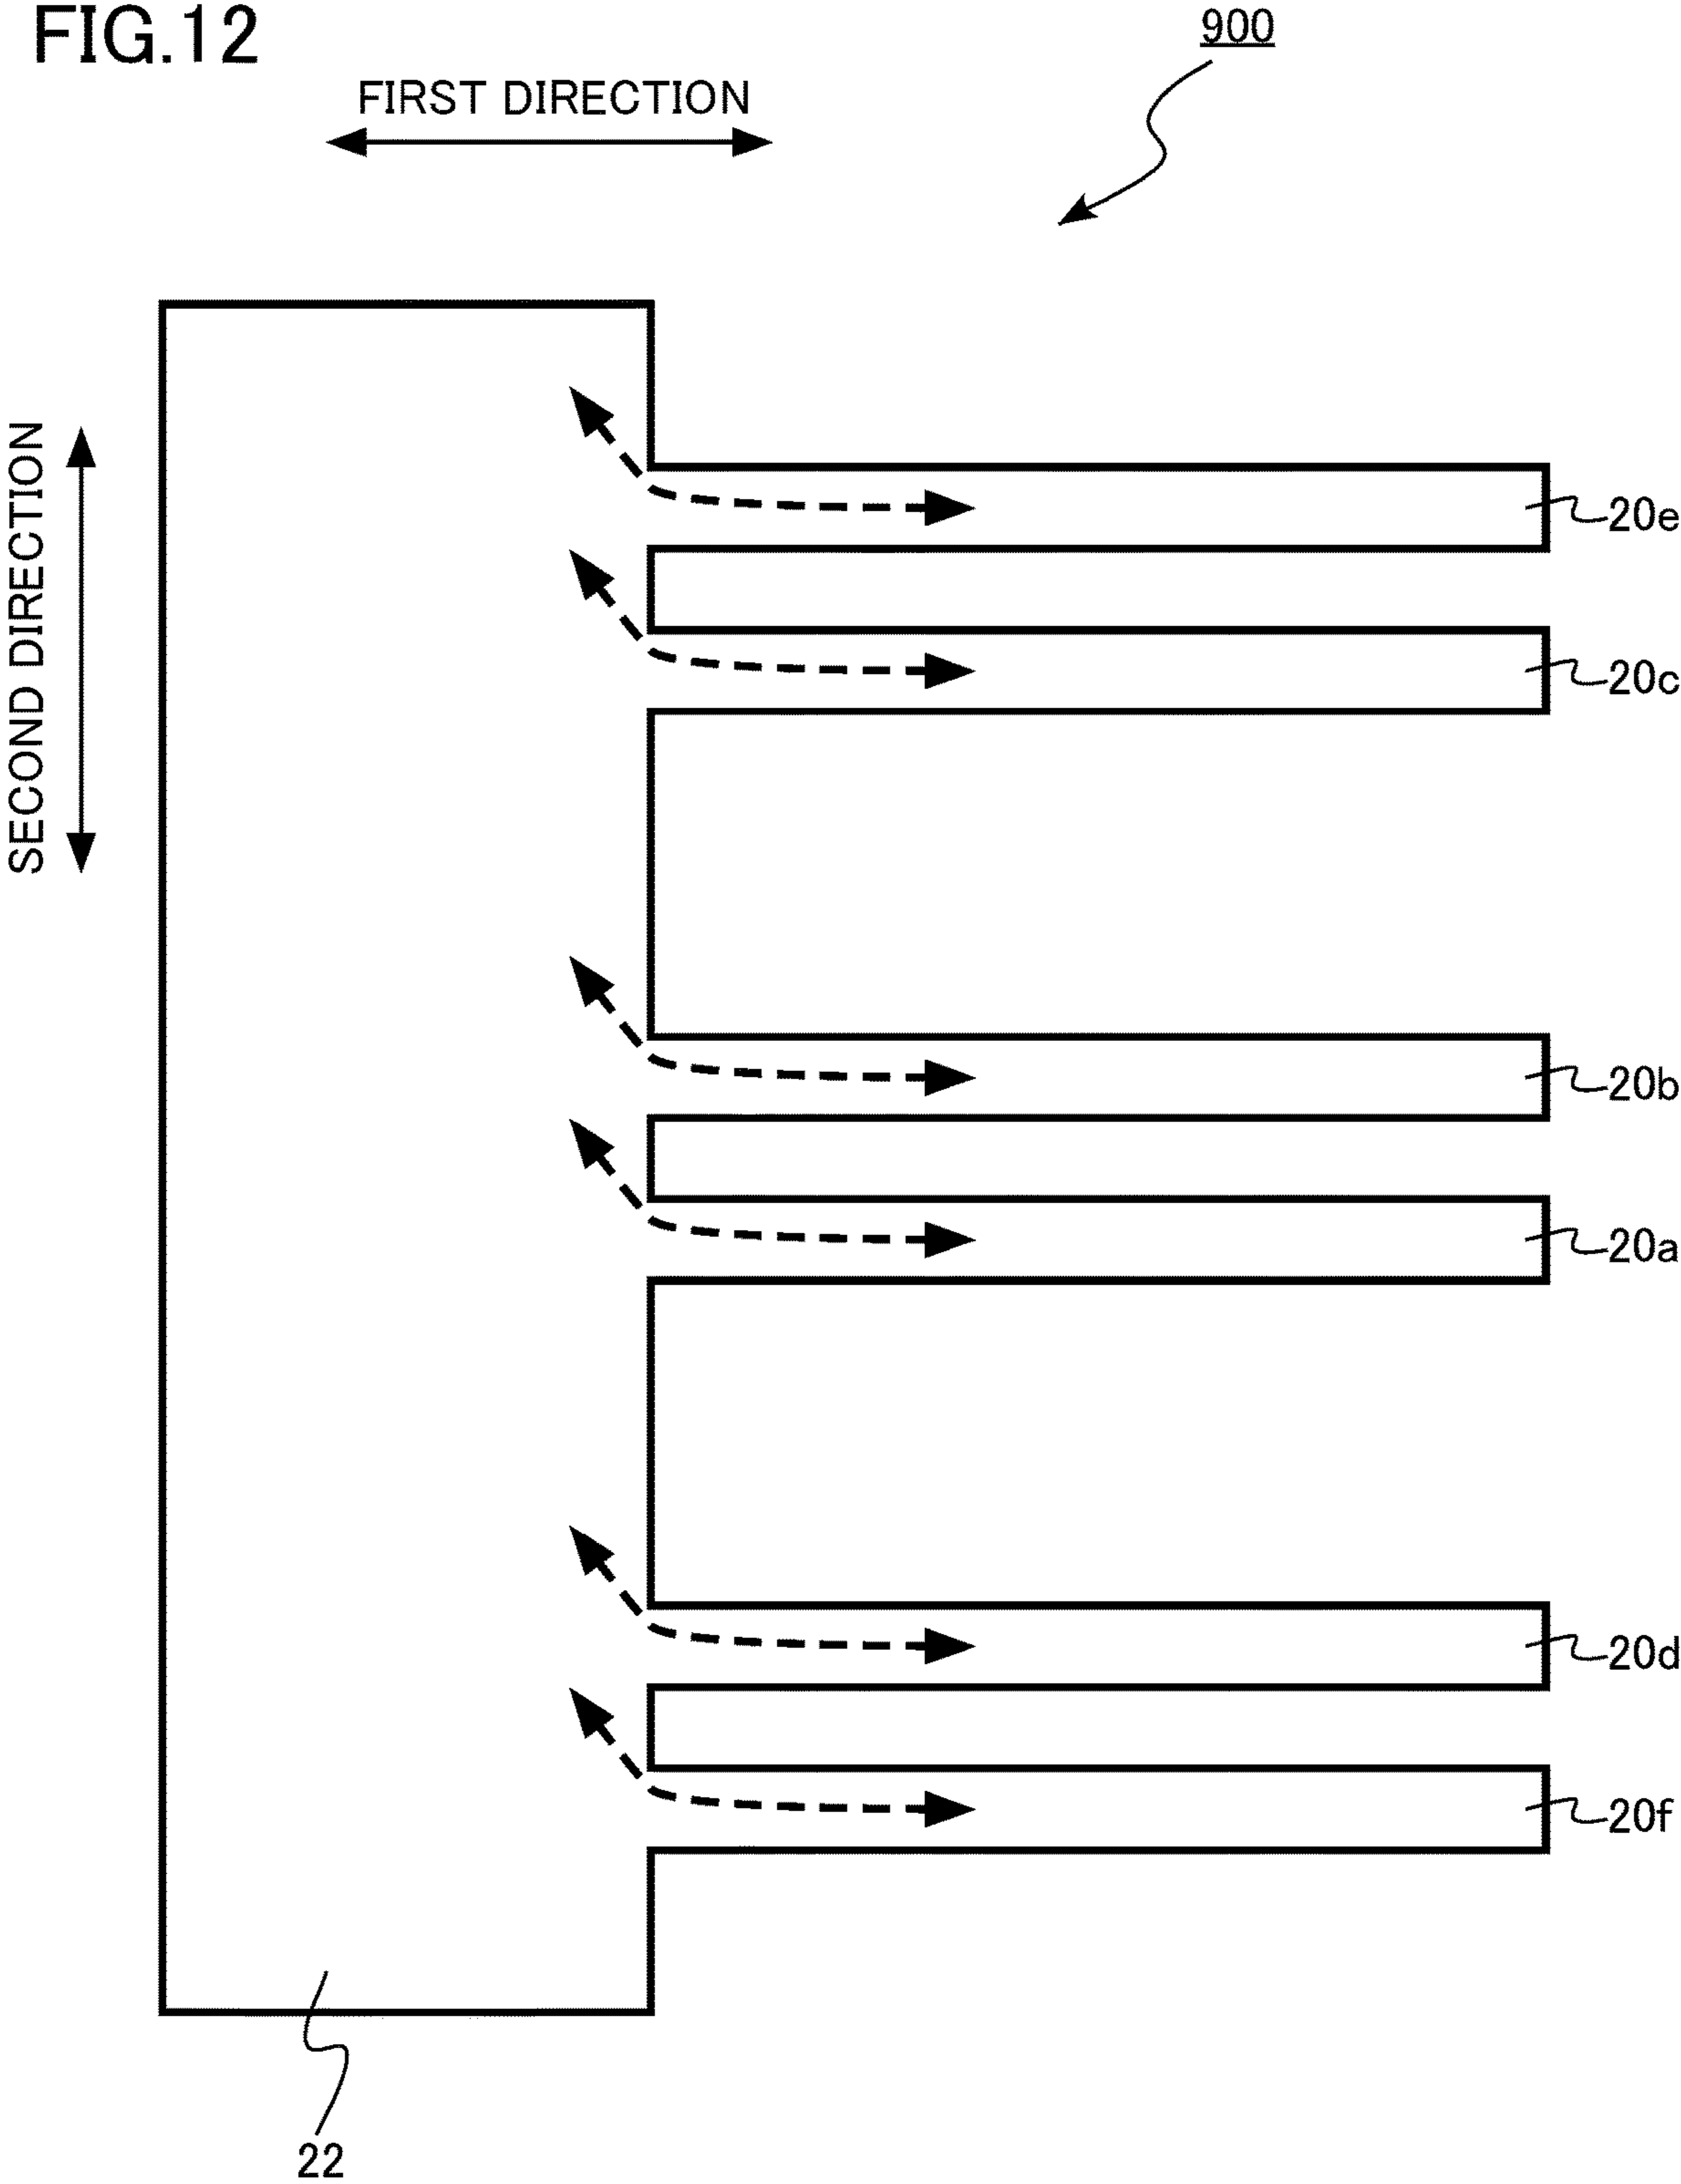 FIG.12
900
FIRST DIRECTION
SECOND DIRECTION
20e
20c
20b
20a
20d
20f
22